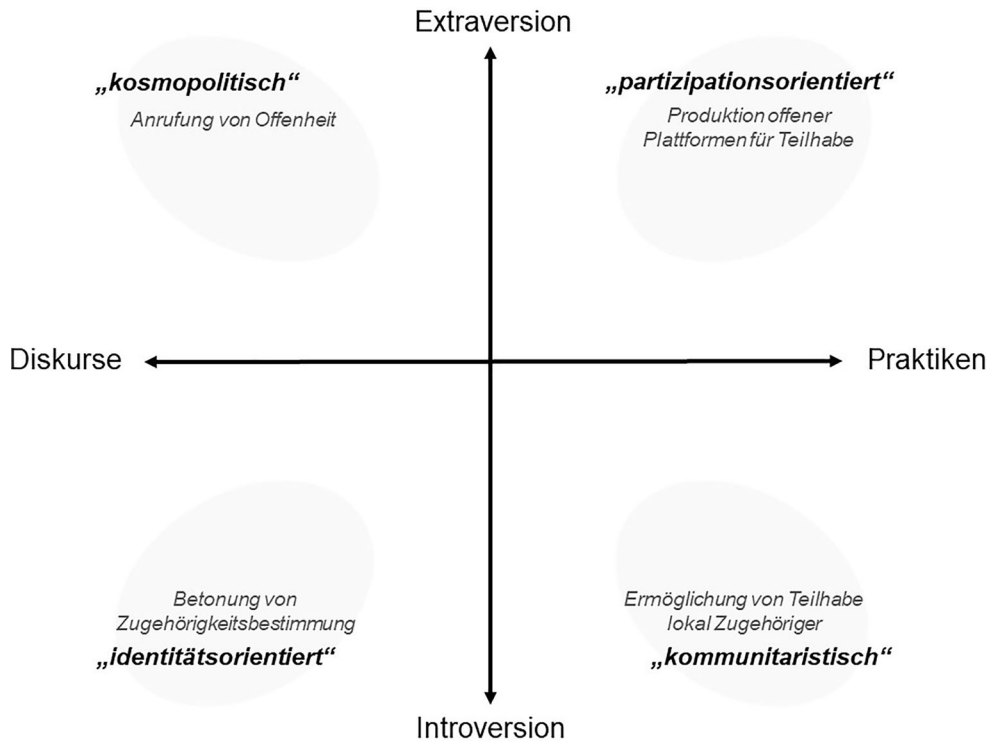 Extraversion
„kosmopolitisch“
Anrufung von Offenheit
„partizipationsorientiert“
Produktion offener
Plattformen für Teilhabe
Diskurse
Praktiken
Betonung von
Zugehörigkeitsbestimmung
„identitätsorientiert“
Ermöglichung von Teilhabe
lokal Zugehöriger
„kommunitaristisch“
Introversion